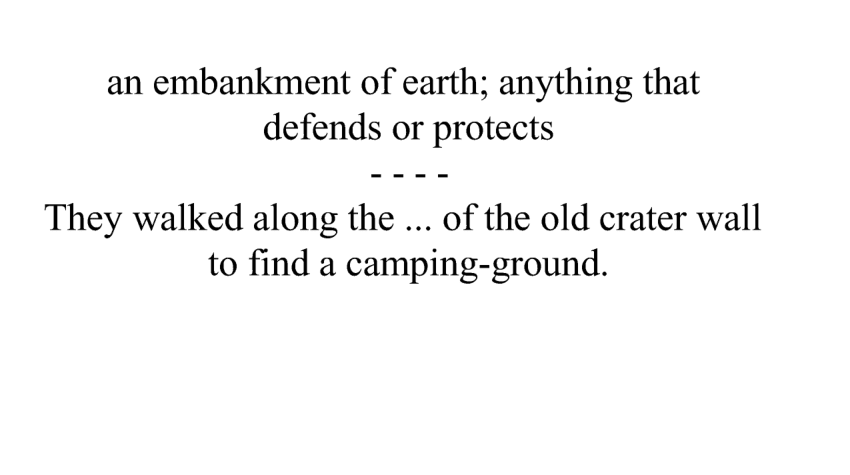 an embankment of earth; anything that
defends or protects
- - - -
They walked along the ... of the old crater wall
to find a camping-ground.